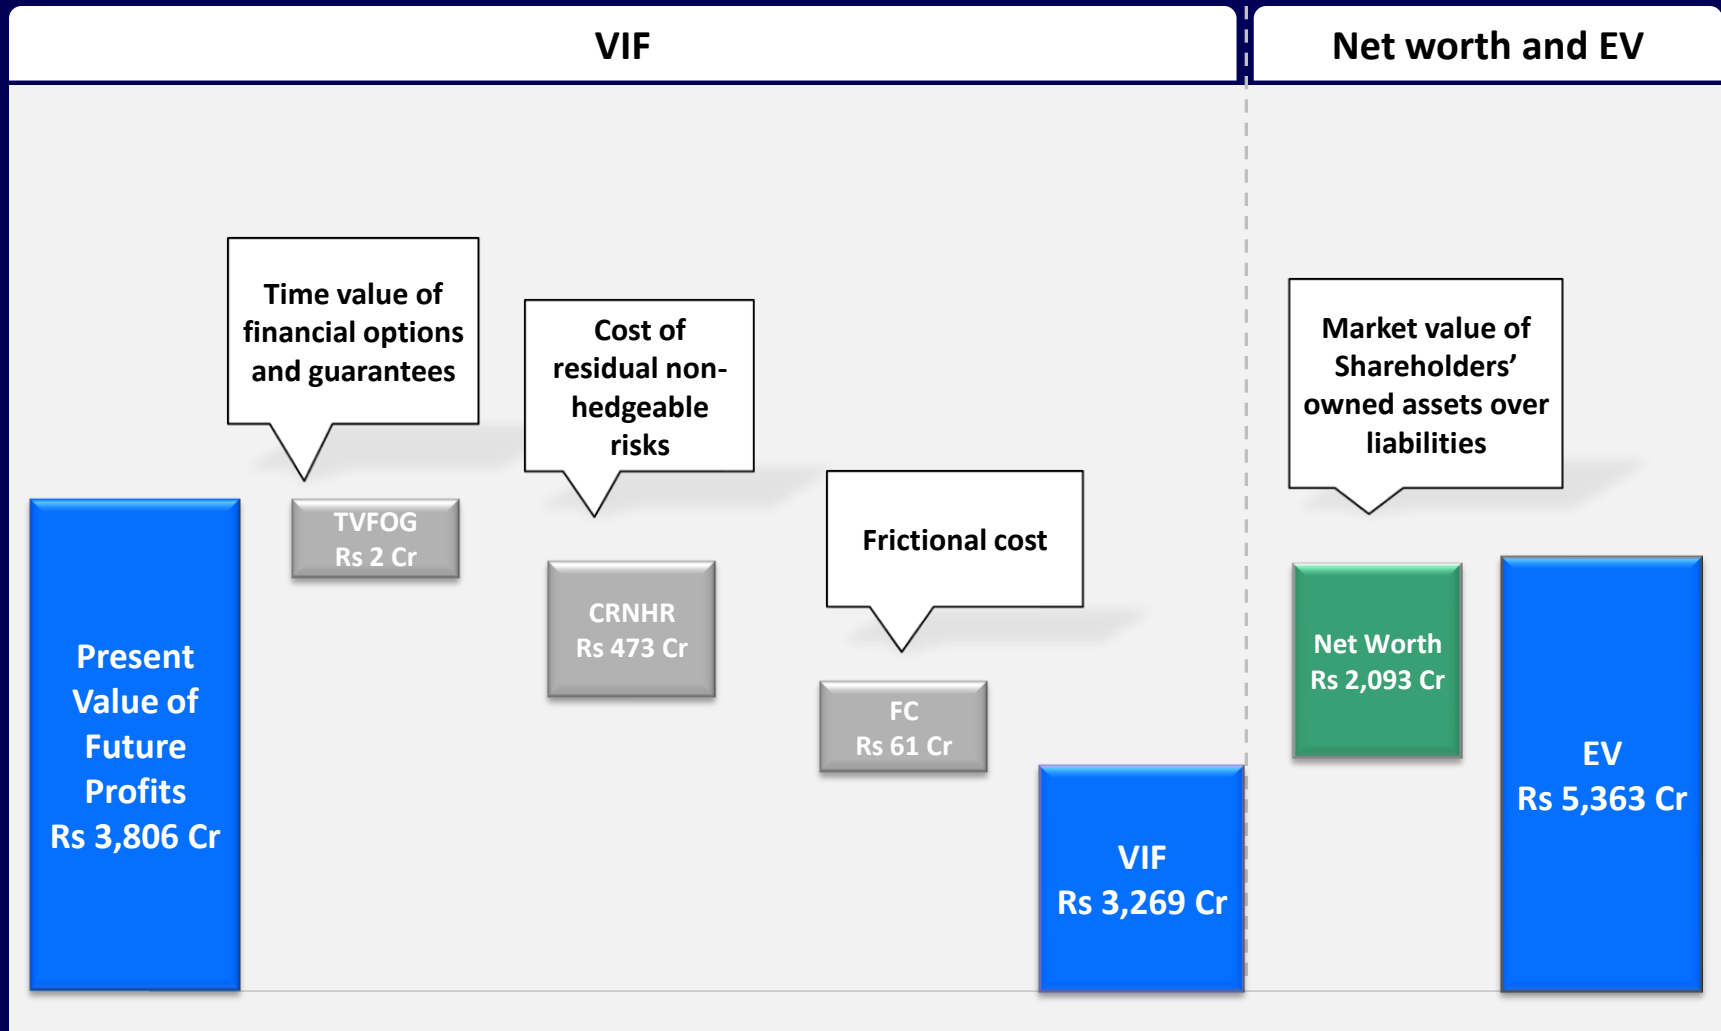 VIF
Net worth and EV
Time value of
financial options
and guarantees
Cost of
residual non-
hedgeable
risks
Frictional cost
Market value of
Shareholders’
owned assets over
liabilities
Present
Value of
Future
Profits
Rs 3,806 Cr
TVFOG
Rs 2 Cr
CRNHR
Rs 473 Cr
FC
Rs 61 Cr
VIF
Rs 3,269 Cr
Net Worth
Rs 2,093 Cr
EV
Rs 5,363 Cr